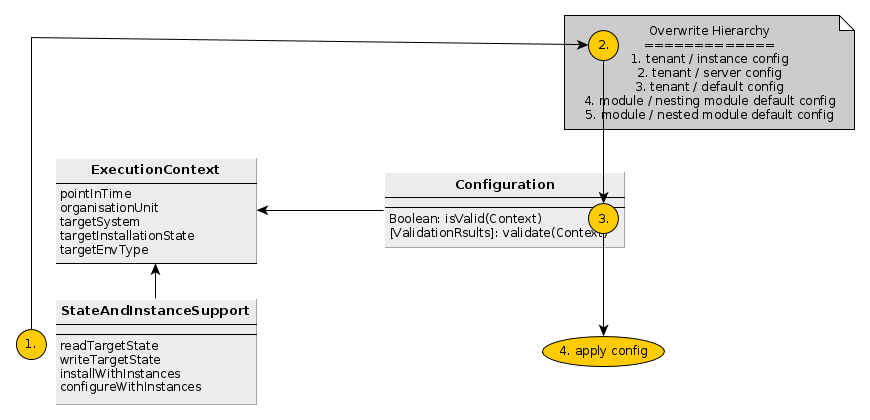 Overwrite Hierarchy
=============
1. tenant / instance config
2. tenant / server config
3. tenant / default config
4. module / nesting module default config
5. module / nested module default config
2.
ExecutionContext
pointInTime
organisationUnit
targetSystem
targetInstallationState
targetEnvType
Configuration
Boolean: isValid(Context)
[ValidationRsults]: validate(Context)
3.
StateAndInstanceSupport
readTargetState
writeTargetState
installWithInstances
configureWithInstances
1.
4. apply config